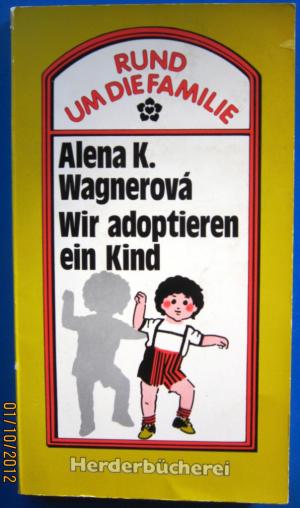 RUND
UM DIE FAMILIE
Alena K.
Wagnerová
Wir adoptieren
ein Kind
Herderbücherei
01/10/2012